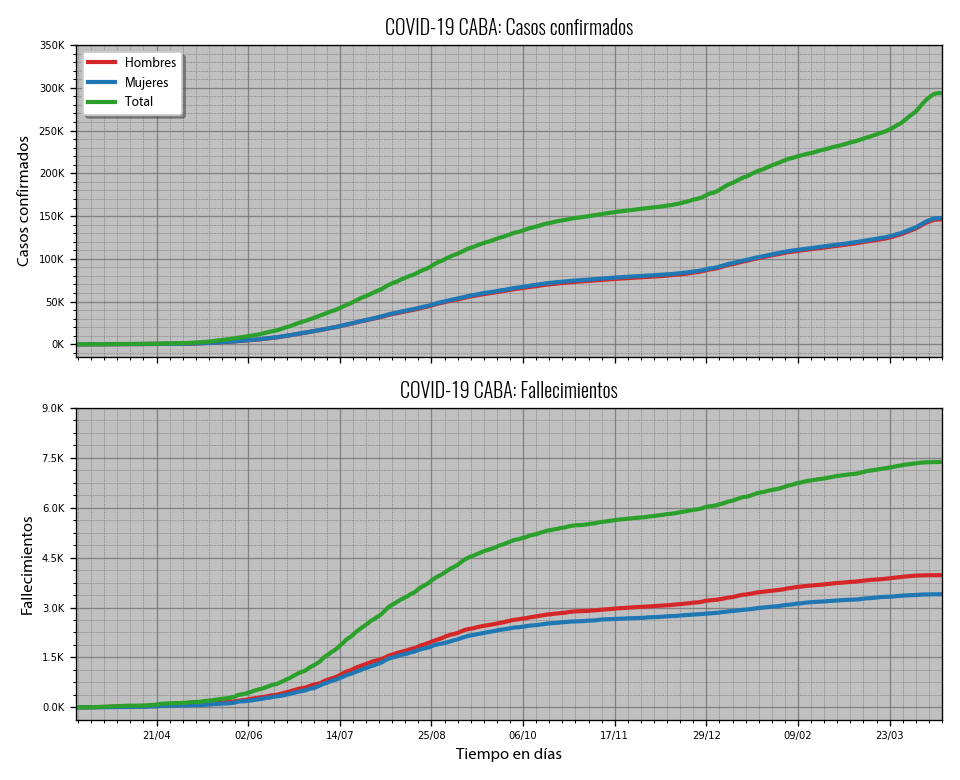 COVID-19 CABA: Casos confirmados
350K
300K
250K
200K
150K
100K
50K
0K
Casos confirmados
Hombres
Mujeres
Total
COVID-19 CABA: Fallecimientos
9.0K
7.5K
6.0K
4.5K
3.0K
1.5K
0.0K
Fallecimientos
21/04 02/06 14/07 25/08 06/10 17/11 29/12 09/02 23/03
Tiempo en días